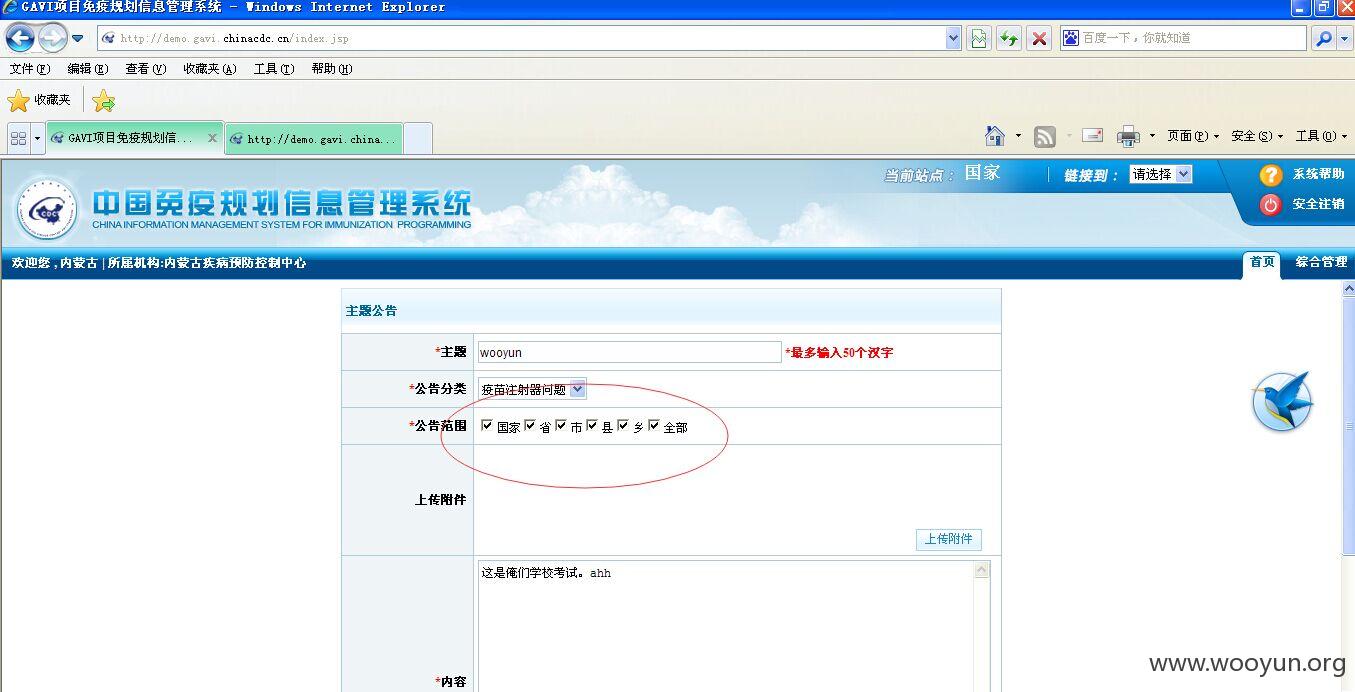 GAVI项目免疫规划信息管理系统 - Windows Internet Explorer
http://demo.gavi.chinacdc.cn/index.jsp
百度一下，你就知道
文件(F) 编辑(E) 查看(V) 收藏夹(A) 工具(T) 帮助(H)
收藏夹
GAVI项目免疫规划信... http://demo.gavi.china...
页面(P) 安全(S) 工具(O)
当前站点： 国家 链接到： 请选择 系统帮助
安全注销
CDC
中国免疫规划信息管理系统
CHINA INFORMATION MANAGEMENT SYSTEM FOR IMMUNIZATION PROGRAMMING
欢迎您，内蒙古 | 所属机构:内蒙古疾病预防控制中心 首页 综合管理
主题公告
*主题 wooyun *最多输入50个汉字
*公告分类 疫苗注射器问题
*公告范围 国家 省 市 县 乡 全部
上传附件
上传附件
这是俺们学校考试。ahh
*内容
www.wooyun.org